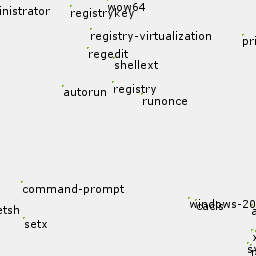 wow64
inistrator
registrykey
registry-virtualization
pri
regedit
shellext
autorun
registry
runonce
command-prompt
windows-20
cacls
etsh
setx